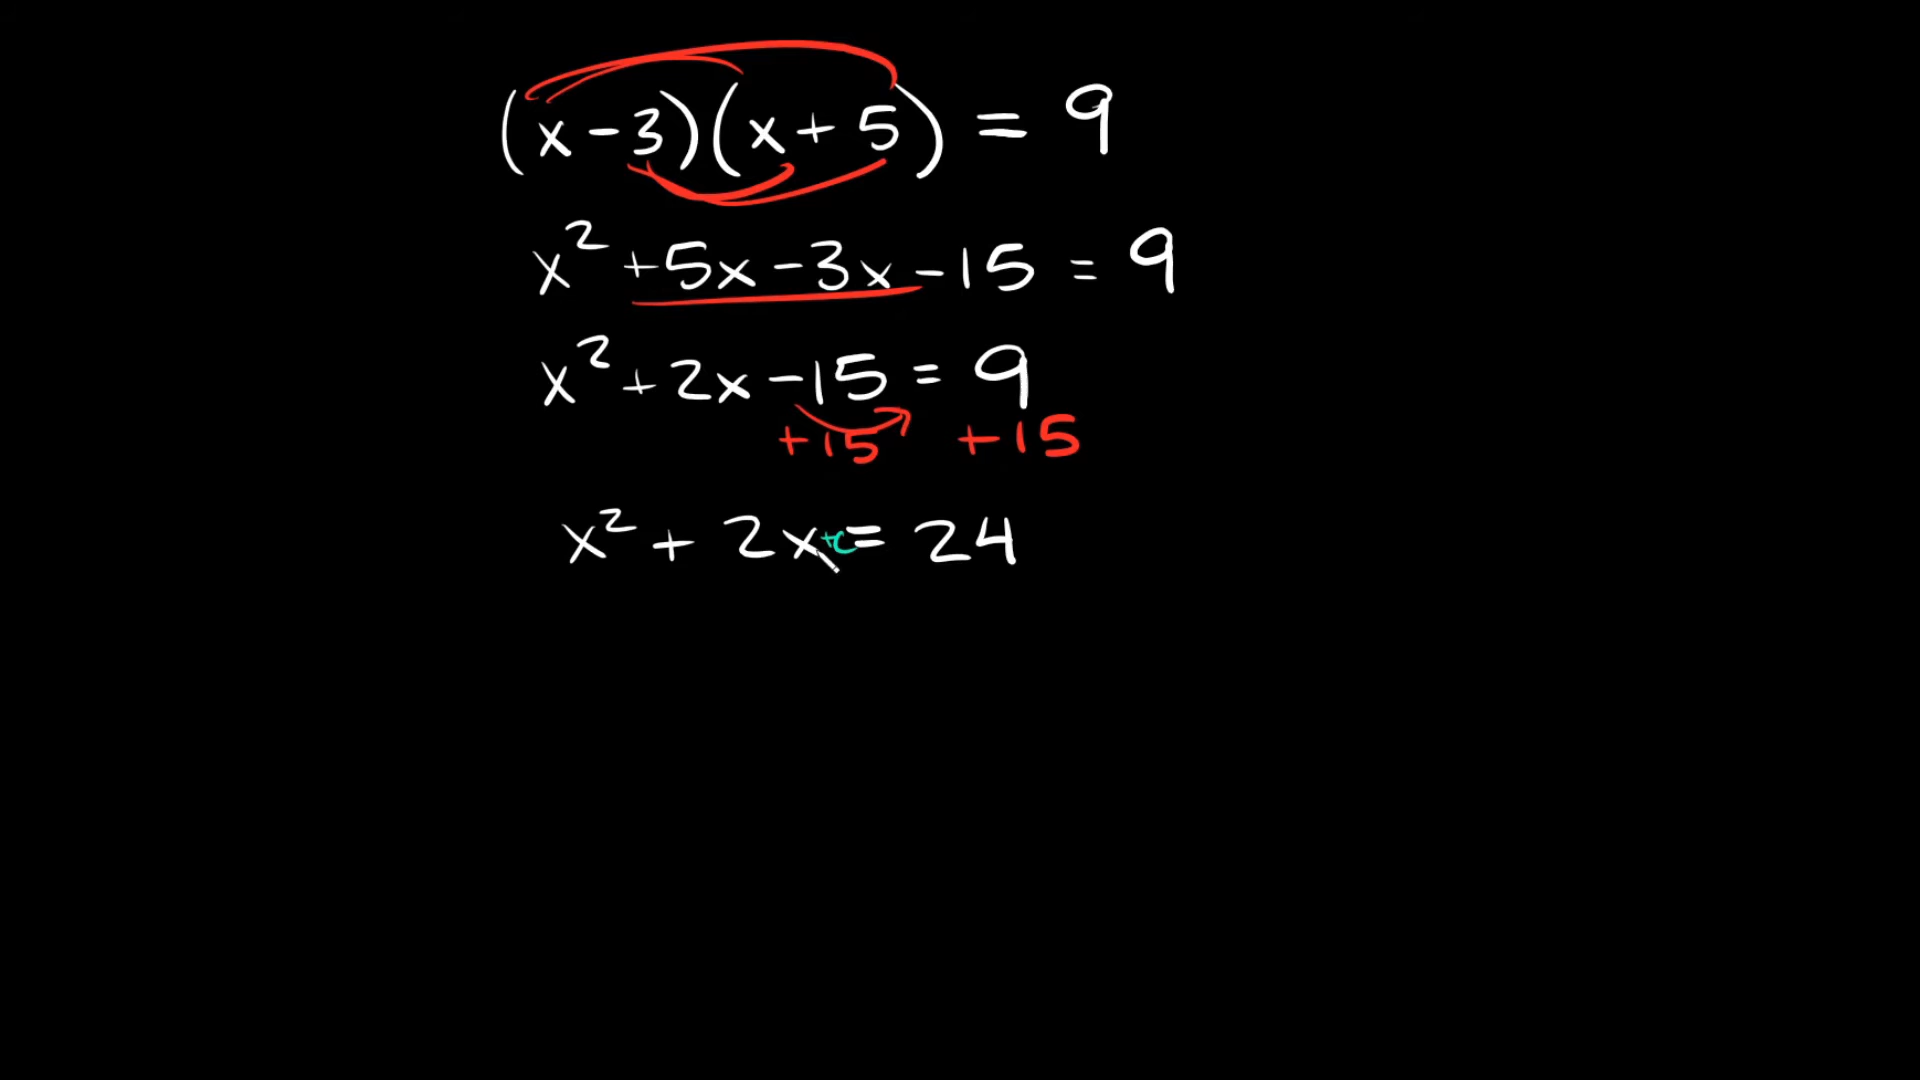 (x-3)(x+5) = 9
x² +5x-3x-15 = 9
x² +2x-15 = 9
+15 +15
x² + 2x+c = 24